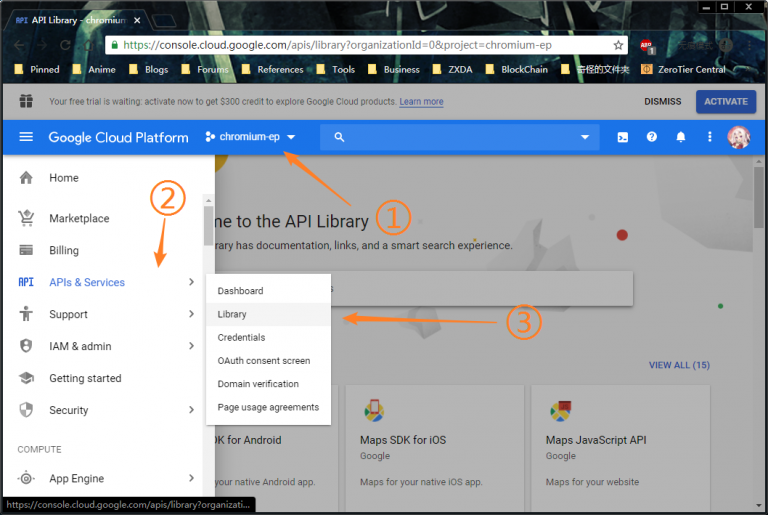 API API Library - chromium-ep
https://console.cloud.google.com/apis/library?organizationId=0&project=chromium-ep
Pinned Anime Blogs Forums References Tools Business ZXDA BlockChain 奇怪的文件夹 ZeroTier Central
Your free trial is waiting: activate now to get $300 credit to explore Google Cloud products. Learn more DISMISS ACTIVATE
Google Cloud Platform chromium-ep
Home
②
①
Marketplace
me to the API Library
Billing
rary has documentation, links, and a smart search experience.
API APIs & Services
Dashboard
Library
Support
③
Credentials
IAM & admin
OAuth consent screen
VIEW ALL (15)
Getting started
Domain verification
Security
Page usage agreements
DK for Android
Maps SDK for iOS
Maps JavaScript API
COMPUTE
Google
Google
App Engine
your native Android app.
Maps for your native iOS app.
Maps for your website
https://console.cloud.google.com/apis/library?organizati...